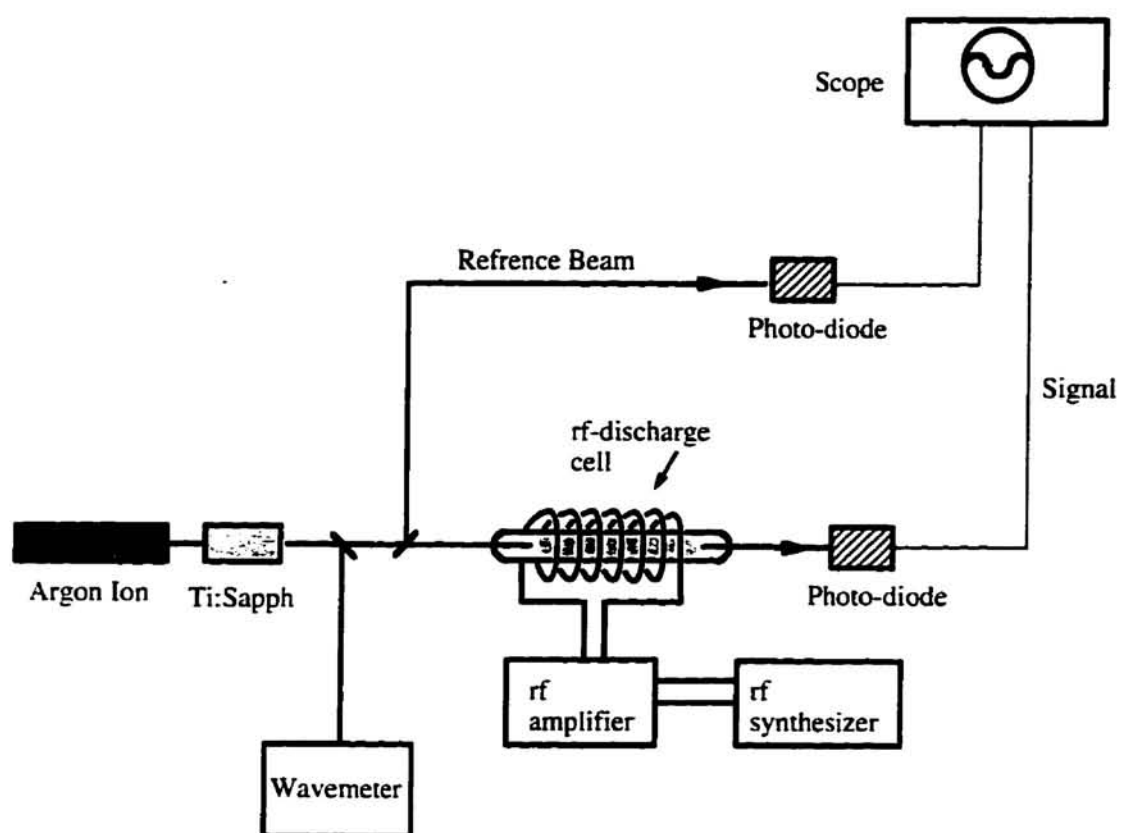 Scope
Refrence Beam
Photo-diode
Signal
rf-discharge
cell
Argon Ion
Ti:Sapph
Photo-diode
rf
amplifier
rf
synthesizer
Wavemeter